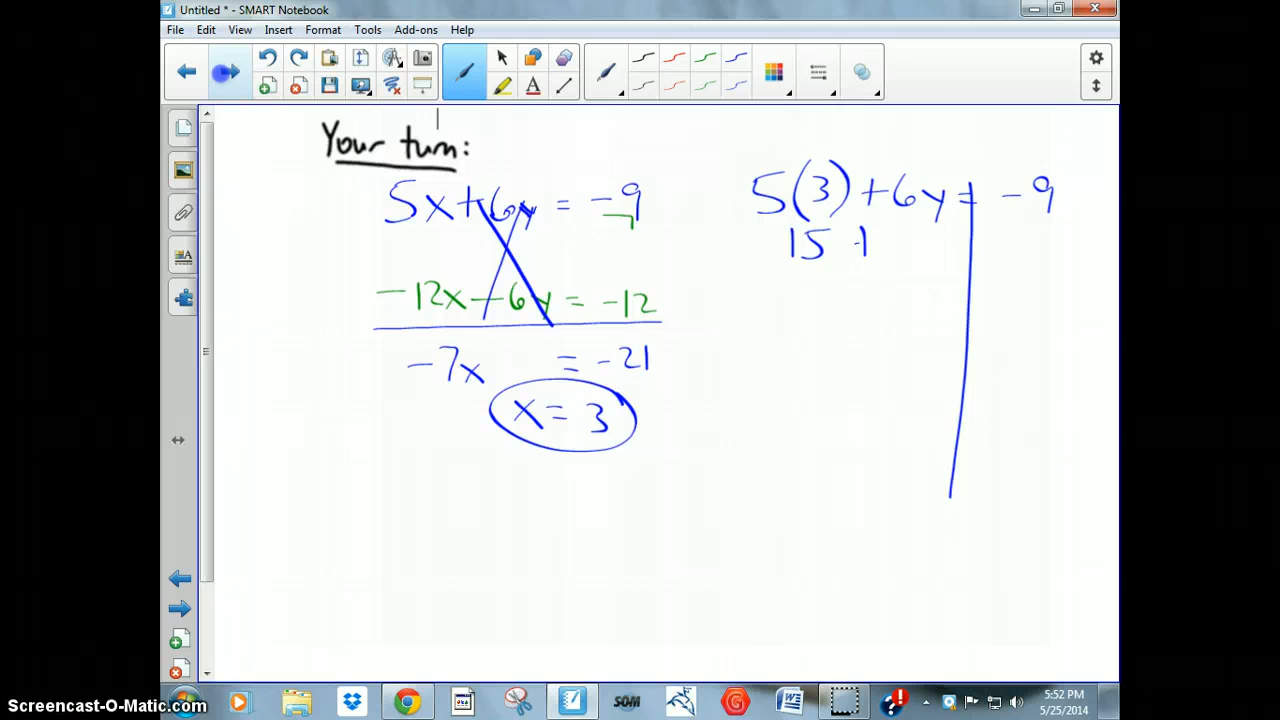 Untitled * - SMART Notebook
File Edit View Insert Format Tools Add-ons Help
Your turn:
5x+6y = -9
-12x-6y = -12
-7x = -21
x = 3
5(3)+6y = -9
15 +
SOM
W
5:52 PM
5/25/2014
Screencast-O-Matic.com